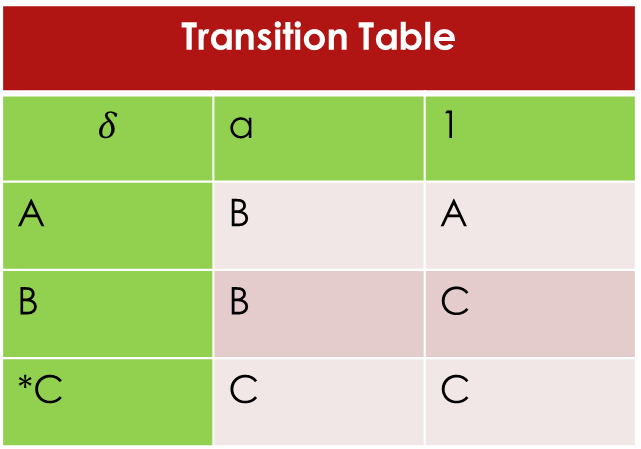 Transition Table
δ a 1
A B A
B B C
*C C C